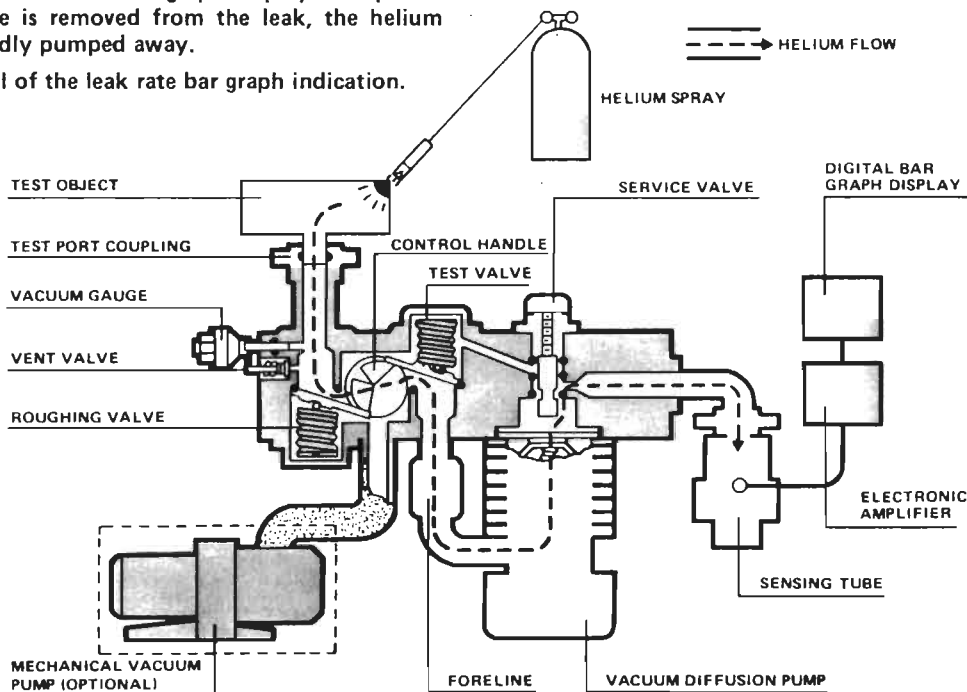 e is removed from the leak, the helium
dly pumped away.
l of the leak rate bar graph indication.
HELIUM FLOW
HELIUM SPRAY
TEST OBJECT
SERVICE VALVE
DIGITAL BAR
GRAPH DISPLAY
TEST PORT COUPLING
CONTROL HANDLE
TEST VALVE
VACUUM GAUGE
VENT VALVE
ROUGHING VALVE
ELECTRONIC
AMPLIFIER
SENSING TUBE
MECHANICAL VACUUM
PUMP (OPTIONAL)
FORELINE
VACUUM DIFFUSION PUMP